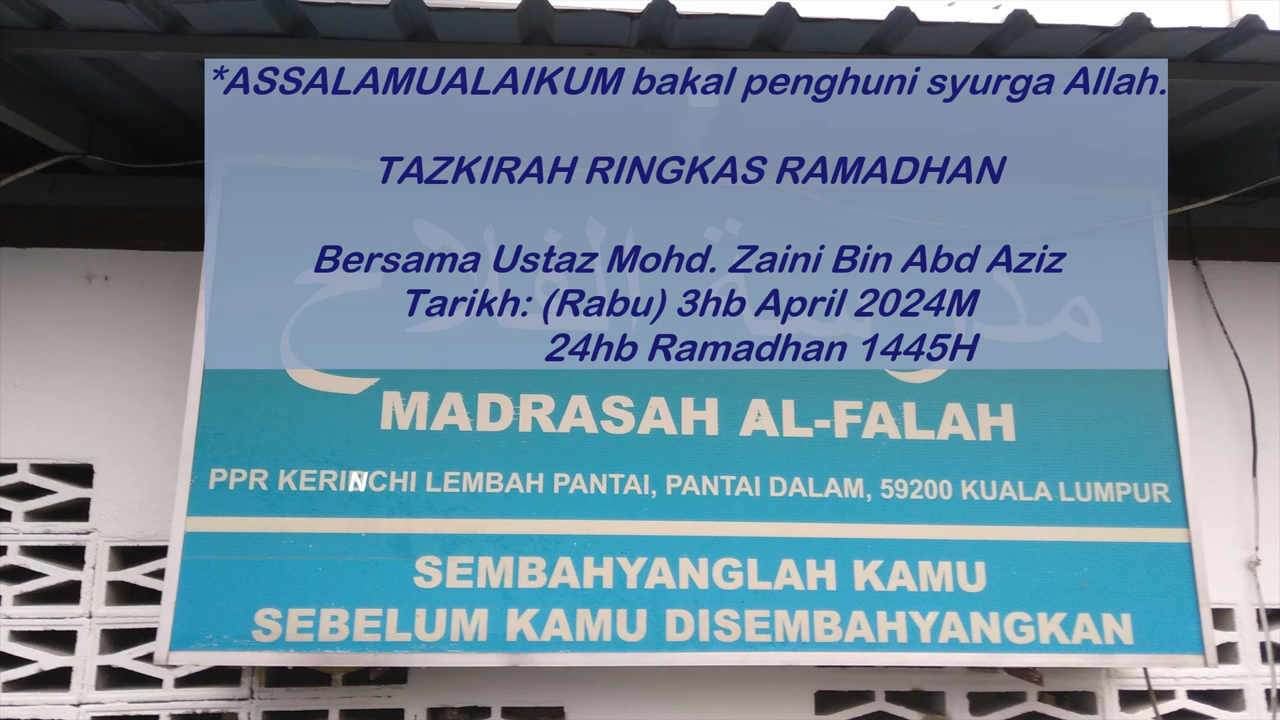 *ASSALAMUALAIKUM bakal penghuni syurga Allah.
TAZKIRAH RINGKAS RAMADHAN
Bersama Ustaz Mohd. Zaini Bin Abd Aziz
Tarikh: (Rabu) 3hb April 2024M
24hb Ramadhan 1445H
مدرسة الفلاح
MADRASAH AL-FALAH
PPR KERINCHI LEMBAH PANTAI, PANTAI DALAM, 59200 KUALA LUMPUR
SEMBAHYANGLAH KAMU
SEBELUM KAMU DISEMBAHYANGKAN